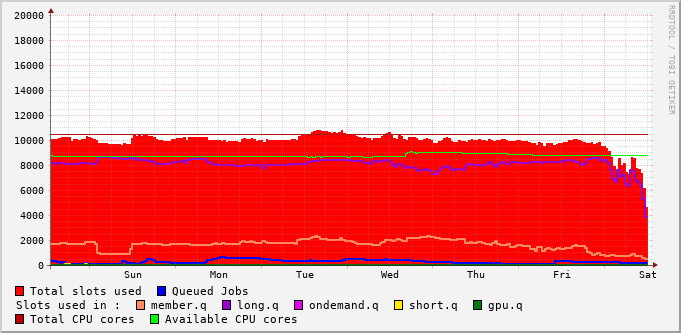 20000
18000
16000
14000
12000
10000
8000
6000
4000
2000
0
Sun Mon Tue Wed Thu Fri Sat
RRDTOOL / TOBI OETIKER
Total slots used Queued Jobs
Slots used in : member.q long.q ondemand.q short.q gpu.q
Total CPU cores Available CPU cores